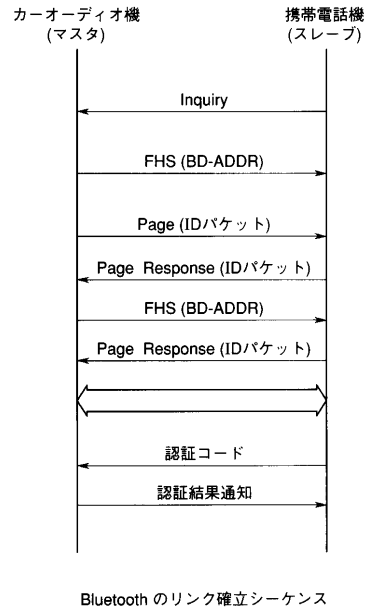 カーオーディオ機
(マスタ)
携帯電話機
(スレーブ)
Inquiry
FHS (BD-ADDR)
Page (IDパケット)
Page Response (IDパケット)
FHS (BD-ADDR)
Page Response (IDパケット)
認証コード
認証結果通知
Bluetooth のリンク確立シーケンス